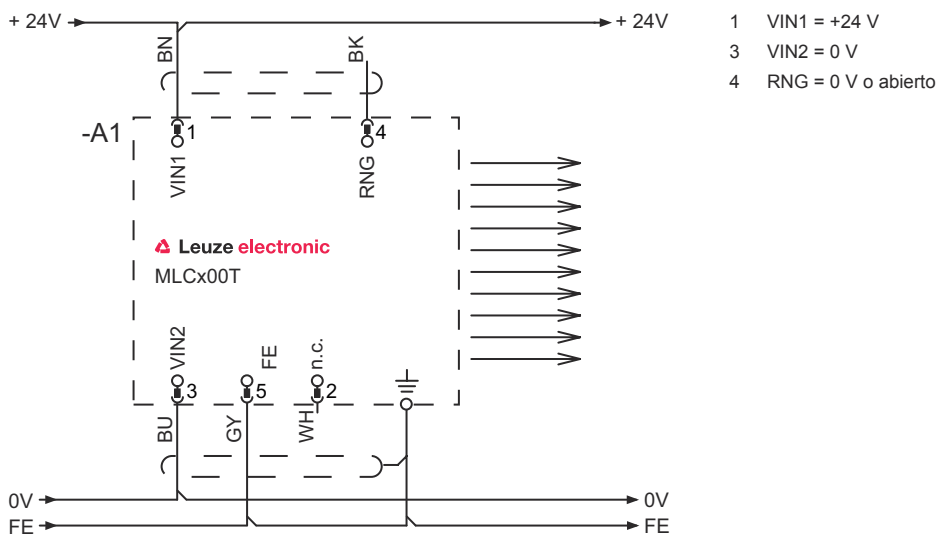 + 24V
+ 24V
1 VIN1 = +24 V
3 VIN2 = 0 V
4 RNG = 0 V o abierto
BN
BK
-A1
1
4
VIN1
RNG
Leuze electronic
MLCx00T
VIN2
FE
n.c.
3
5
2
BU
GY
WH
0V
0V
FE
FE